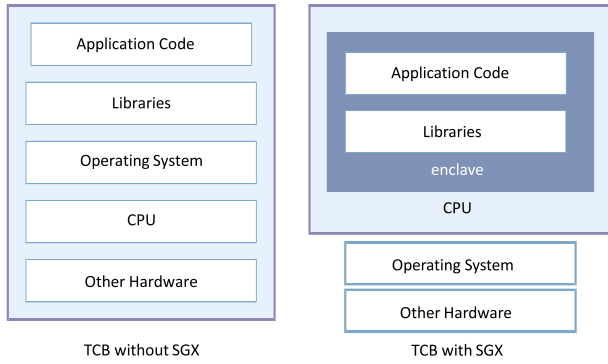 Application Code
Libraries
Operating System
CPU
Other Hardware
TCB without SGX
Application Code
Libraries
enclave
CPU
Operating System
Other Hardware
TCB with SGX